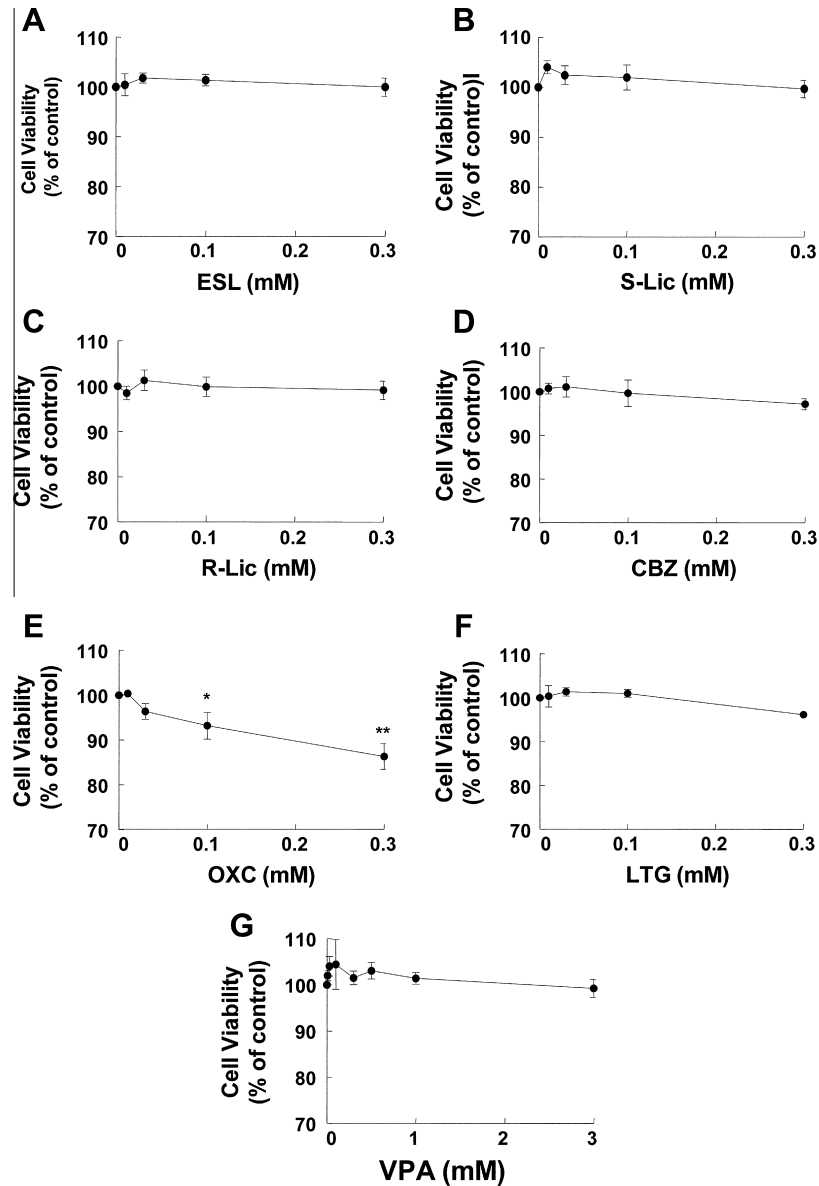 A
110
100
90
80
70
Cell Viability
(% of control)
0 0.1 0.2 0.3
ESL (mM)
B
110
100
90
80
70
Cell Viability
(% of control)l
0 0.1 0.2 0.3
S-Lic (mM)
C
110
100
90
80
70
Cell Viability
(% of control)
0 0.1 0.2 0.3
R-Lic (mM)
D
110
100
90
80
70
Cell Viability
(% of control)
0 0.1 0.2 0.3
CBZ (mM)
E
110
100
90
80
70
Cell Viability
(% of control)
*
**
0 0.1 0.2 0.3
OXC (mM)
F
110
100
90
80
70
Cell Viability
(% of control)
0 0.1 0.2 0.3
LTG (mM)
G
110
100
90
80
70
Cell Viability
(% of control)
0 1 2 3
VPA (mM)